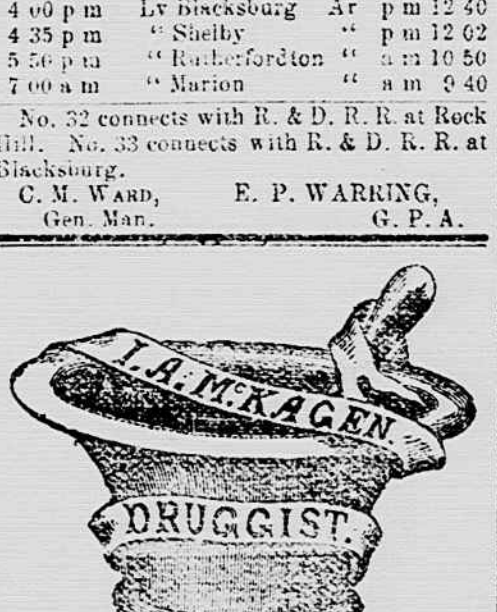 4 00 p m Lv Blacksburg Ar p m 12 40
4 35 p m “ Shelby “ p m 12 02
5 50 p m “ Rutherfordton “ a m 10 50
7 00 a m “ Marion “ a m 9 40
No. 32 connects with R. & D. R. R. at Rock
Hill. No. 33 connects with R. & D. R. R. at
Blacksburg.
C. M. WARD, E. P. WARRING,
Gen. Man. G. P. A.
I. A. McKAGEN.
DRUGGIST.